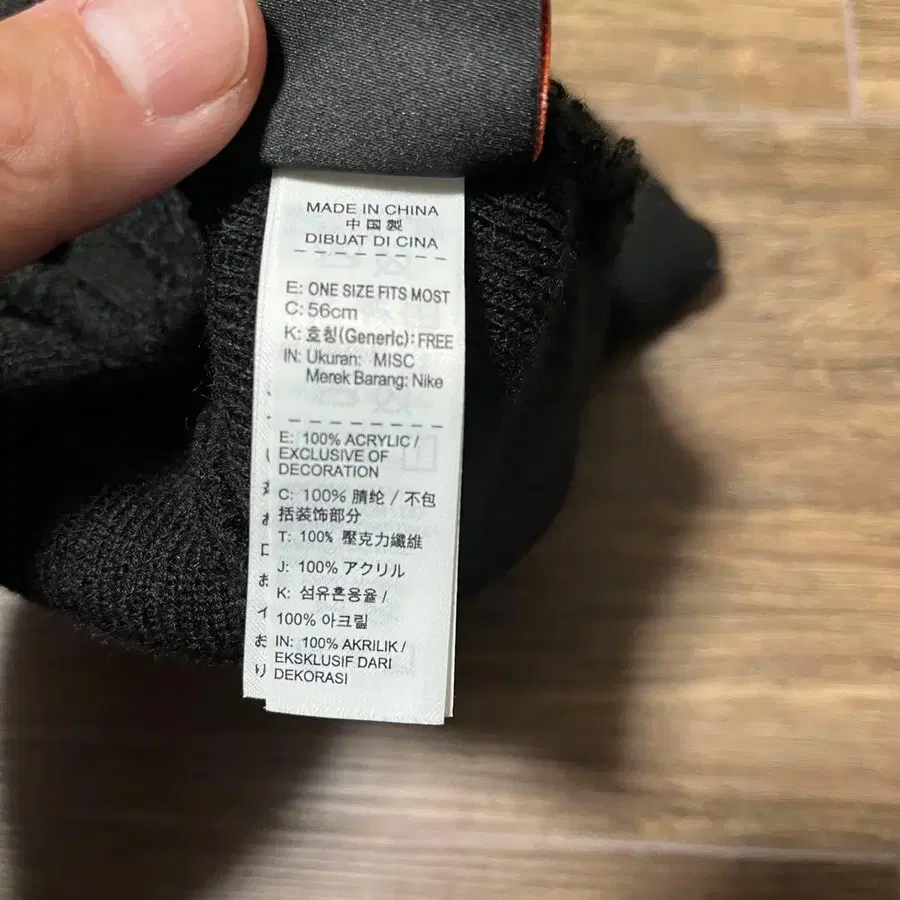 MADE IN CHINA
中国製
DIBUAT DI CINA
E: ONE SIZE FITS MOST
C: 56cm
K: 호칭(Generic): FREE
IN: Ukuran: MISC
Merek Barang: Nike
E: 100% ACRYLIC /
EXCLUSIVE OF
DECORATION
C: 100% 腈纶 / 不包
括装饰部分
T: 100% 壓克力纖維
J: 100% アクリル
K: 섬유혼용율 /
100% 아크릴
IN: 100% AKRILIK /
EKSKLUSIF DARI
DEKORASI